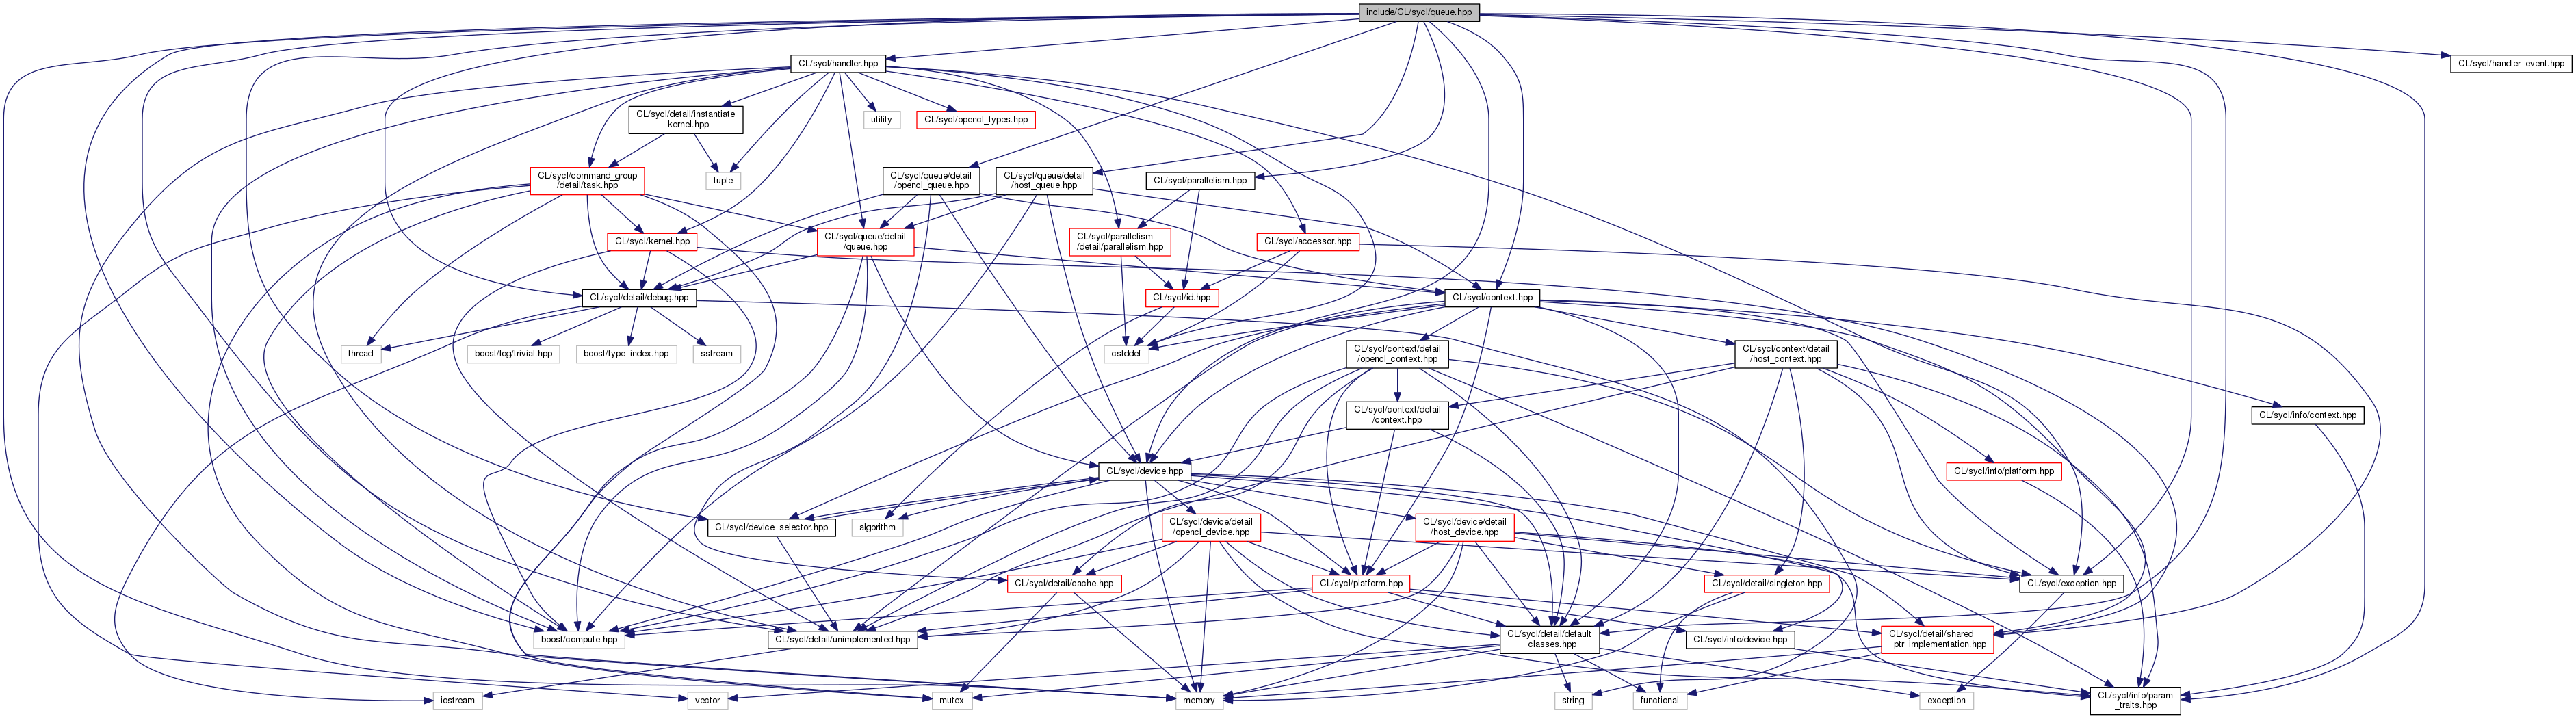 include/CL/sycl/queue.hpp
CL/sycl/handler.hpp
CL/sycl/handler_event.hpp
CL/sycl/detail/instantiate
_kernel.hpp
utility
CL/sycl/opencl_types.hpp
CL/sycl/command_group
/detail/task.hpp
tuple
CL/sycl/queue/detail
/opencl_queue.hpp
CL/sycl/queue/detail
/host_queue.hpp
CL/sycl/parallelism.hpp
CL/sycl/kernel.hpp
CL/sycl/queue/detail
/queue.hpp
CL/sycl/parallelism
/detail/parallelism.hpp
CL/sycl/accessor.hpp
CL/sycl/detail/debug.hpp
CL/sycl/id.hpp
CL/sycl/context.hpp
thread
boost/log/trivial.hpp
boost/type_index.hpp
sstream
cstddef
CL/sycl/context/detail
/opencl_context.hpp
CL/sycl/context/detail
/host_context.hpp
CL/sycl/context/detail
/context.hpp
CL/sycl/info/context.hpp
CL/sycl/device.hpp
CL/sycl/info/platform.hpp
CL/sycl/device_selector.hpp
algorithm
CL/sycl/device/detail
/opencl_device.hpp
CL/sycl/device/detail
/host_device.hpp
CL/sycl/detail/cache.hpp
CL/sycl/platform.hpp
CL/sycl/detail/singleton.hpp
CL/sycl/exception.hpp
boost/compute.hpp
CL/sycl/detail/unimplemented.hpp
CL/sycl/detail/default
_classes.hpp
CL/sycl/info/device.hpp
CL/sycl/detail/shared
_ptr_implementation.hpp
iostream
vector
mutex
memory
string
functional
exception
CL/sycl/info/param
_traits.hpp